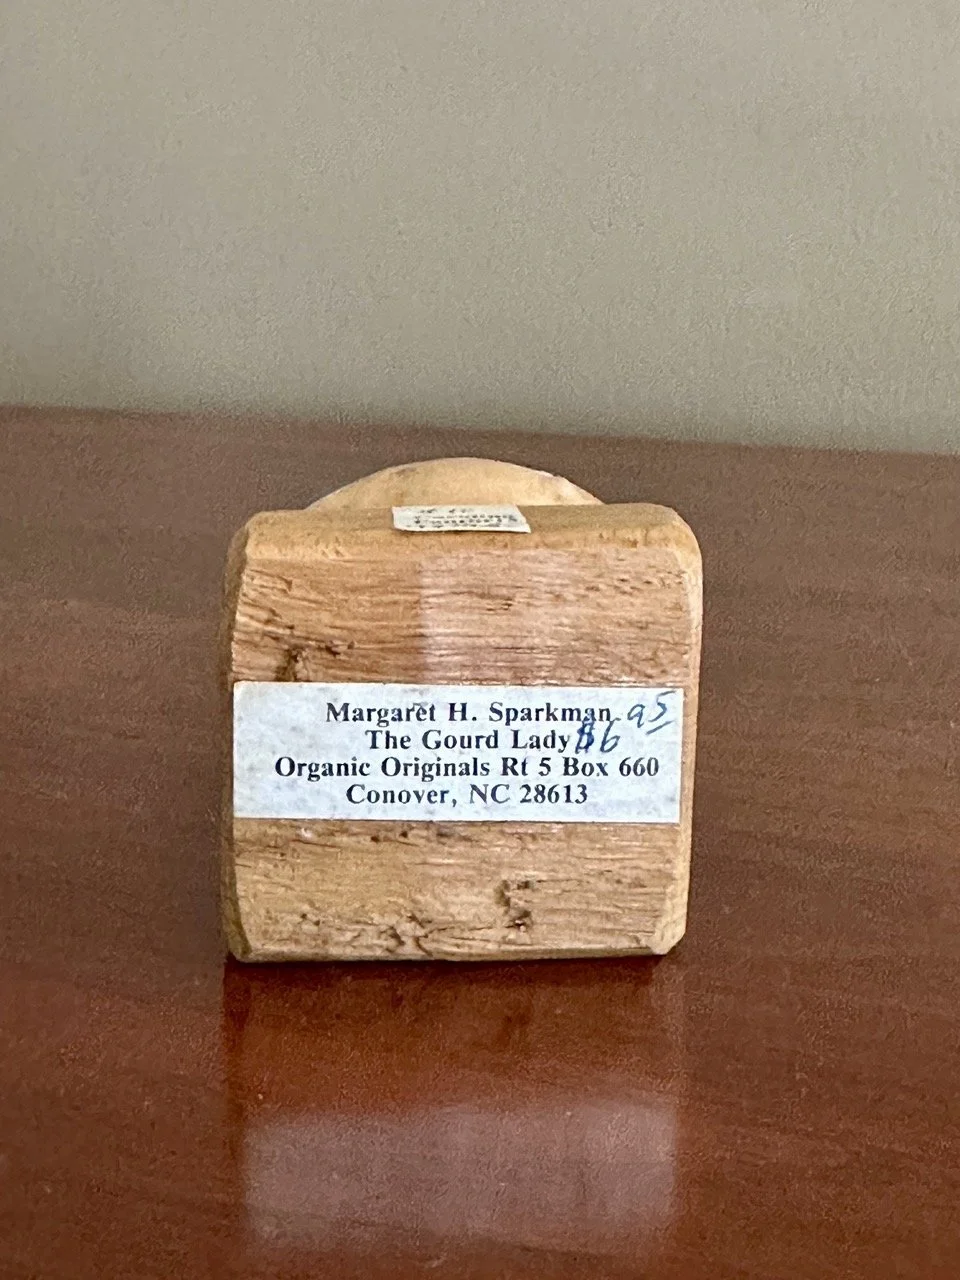 Margaret H. Sparkman
The Gourd Lady $6.95
Organic Originals Rt 5 Box 660
Conover, NC 28613